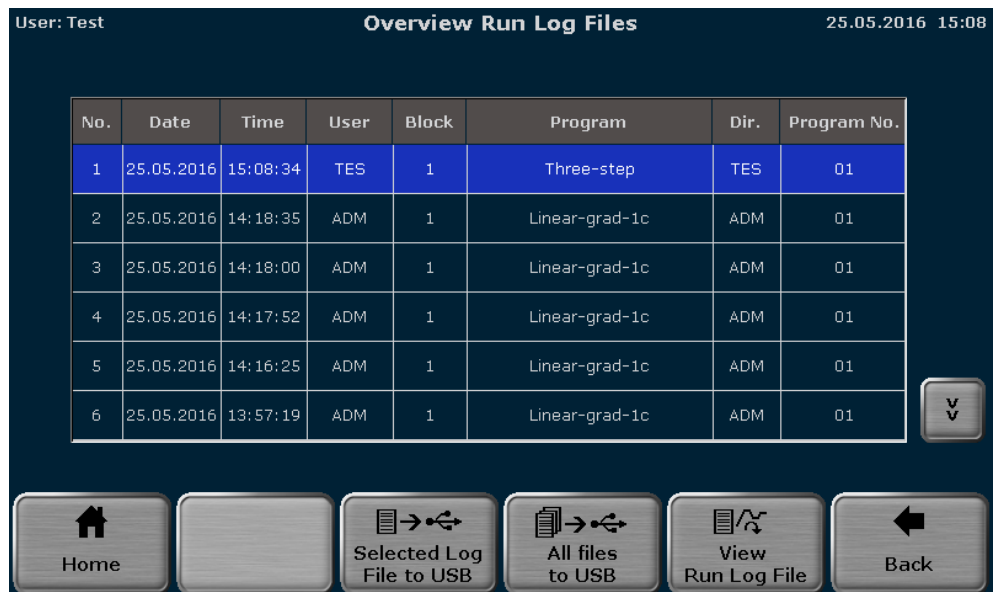 User: Test Overview Run Log Files 25.05.2016 15:08
No. Date Time User Block Program Dir. Program No.
1 25.05.2016 15:08:34 TES 1 Three-step TES 01
2 25.05.2016 14:18:35 ADM 1 Linear-grad-1c ADM 01
3 25.05.2016 14:18:00 ADM 1 Linear-grad-1c ADM 01
4 25.05.2016 14:17:52 ADM 1 Linear-grad-1c ADM 01
5 25.05.2016 14:16:25 ADM 1 Linear-grad-1c ADM 01
6 25.05.2016 13:57:19 ADM 1 Linear-grad-1c ADM 01
Home
Selected Log
File to USB
All files
to USB
View
Run Log File
Back